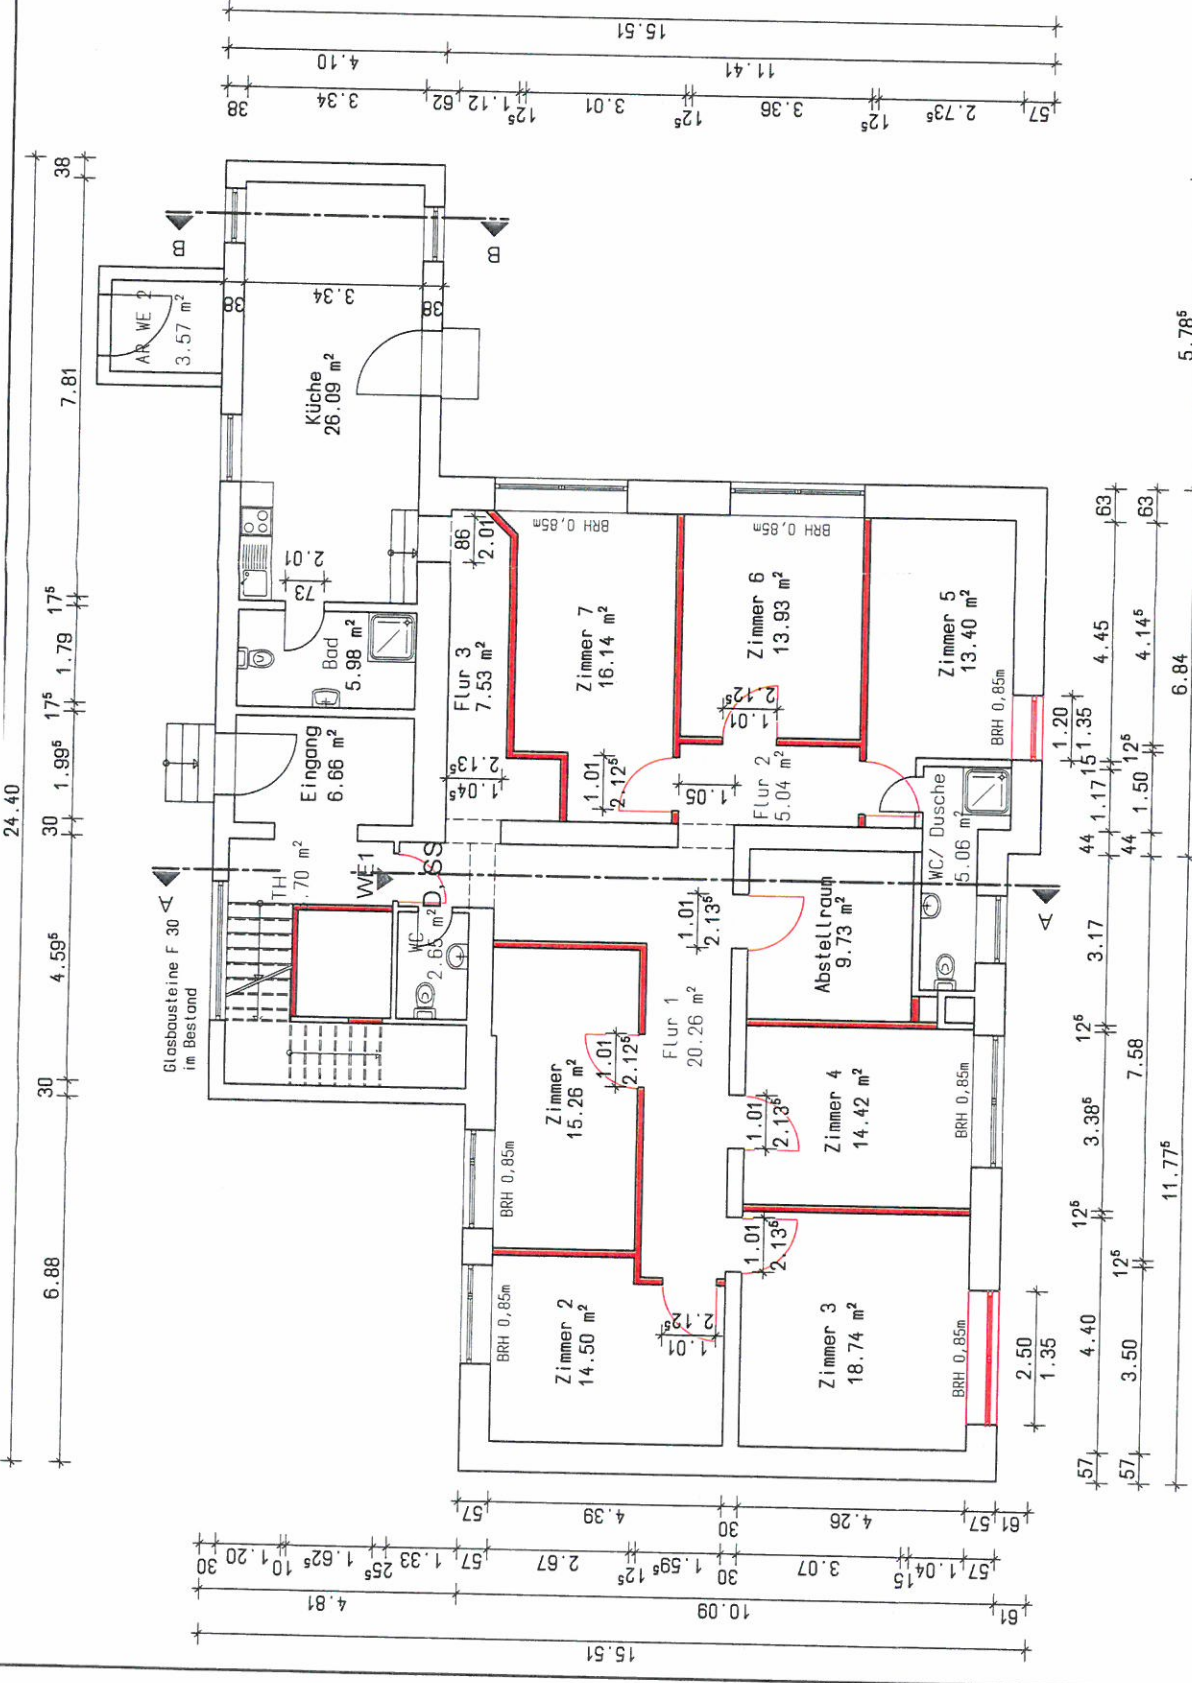 24.40
6.88
30
4.59⁵
30
1.99⁵
17⁵
1.79
17⁵
7.81
38
Glasbausteine F 30
im Bestand
A
B
AR WE 2
3.57 m²
TH
.70 m²
WE1
D, SS
WC
2.65 m²
Eingang
6.66 m²
Bad
5.98 m²
73
2.01
Küche
26.09 m²
38
3.34
38
B
86
2.01
Flur 3
7.53 m²
1.04⁵
2.13⁵
BRH 0,85m
Zimmer 2
14.50 m²
1.01
2.12⁵
BRH 0,85m
Zimmer
15.26 m²
1.01
2.12⁵
Flur 1
20.26 m²
1.01
2.13⁵
Zimmer 7
16.14 m²
BRH 0,85m
1.01
2.12⁵
1.05
Zimmer 6
13.93 m²
BRH 0,85m
1.01
2.12⁵
Flur 2
5.04 m²
Zimmer 5
13.40 m²
BRH 0,85m
1.20
1.35
WC/ Dusche
5.06 m²
Abstellraum
9.73 m²
Zimmer 4
14.42 m²
1.01
2.13⁵
BRH 0,85m
Zimmer 3
18.74 m²
1.01
2.13⁵
BRH 0,85m
2.50
1.35
A
57
4.40
12⁵
3.38⁵
12⁵
3.17
44
1.17
15
4.45
63
57
3.50
12⁵
7.58
44
1.50
12⁵
4.14⁵
63
11.77⁵
6.84
5.78⁵
15.51
4.81
10.09
61
30
1.20
10
1.62⁵
25⁵
1.33
57
2.67
12⁵
1.59⁵
30
3.07
15
1.04
57
57
4.39
30
4.26
57
61
15.51
4.10
11.41
38
3.34
62
1.12
12⁵
3.01
12⁵
3.36
12⁵
2.73⁵
57